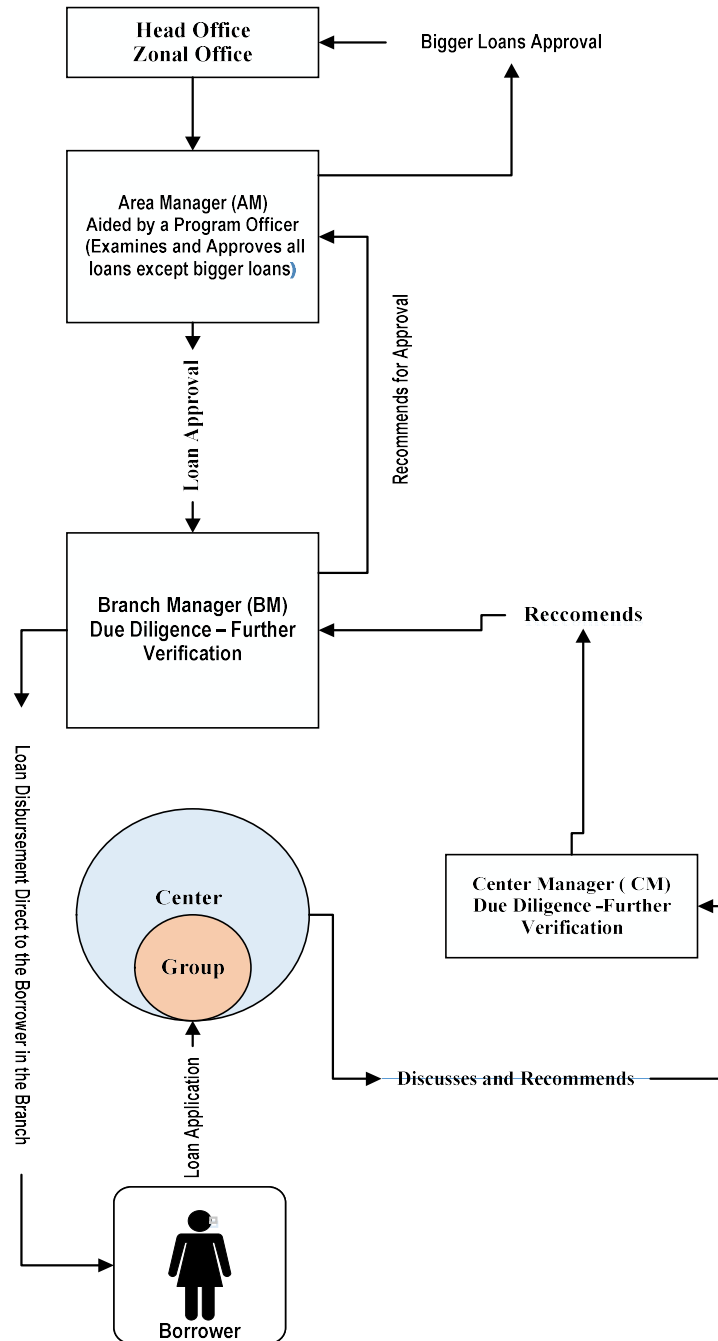 Head Office
Zonal Office
Bigger Loans Approval
Area Manager (AM)
Aided by a Program Officer
(Examines and Approves all
loans except bigger loans)
Recommends for Approval
Loan Approval
Branch Manager (BM)
Due Diligence – Further
Verification
Reccomends
Loan Disbursement Direct to the Borrower in the Branch
Center
Group
Center Manager ( CM)
Due Diligence –Further
Verification
Discusses and Recommends
Loan Application
Borrower